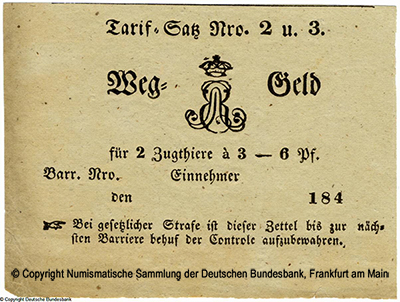 Tarif-Satz Nro. 2 u. 3.
Weg- Geld
für 2 Zugthiere à 3 — 6 Pf.
Barr. Nro. Einnehmer
den 184
☛ Bei gesetzlicher Strafe ist dieser Zettel bis zur näch-
sten Barriere behuf der Controle aufzubewahren.
© Copyright Numismatische Sammlung der Deutschen Bundesbank, Frankfurt am Main
© Copyright Deutsche Bundesbank